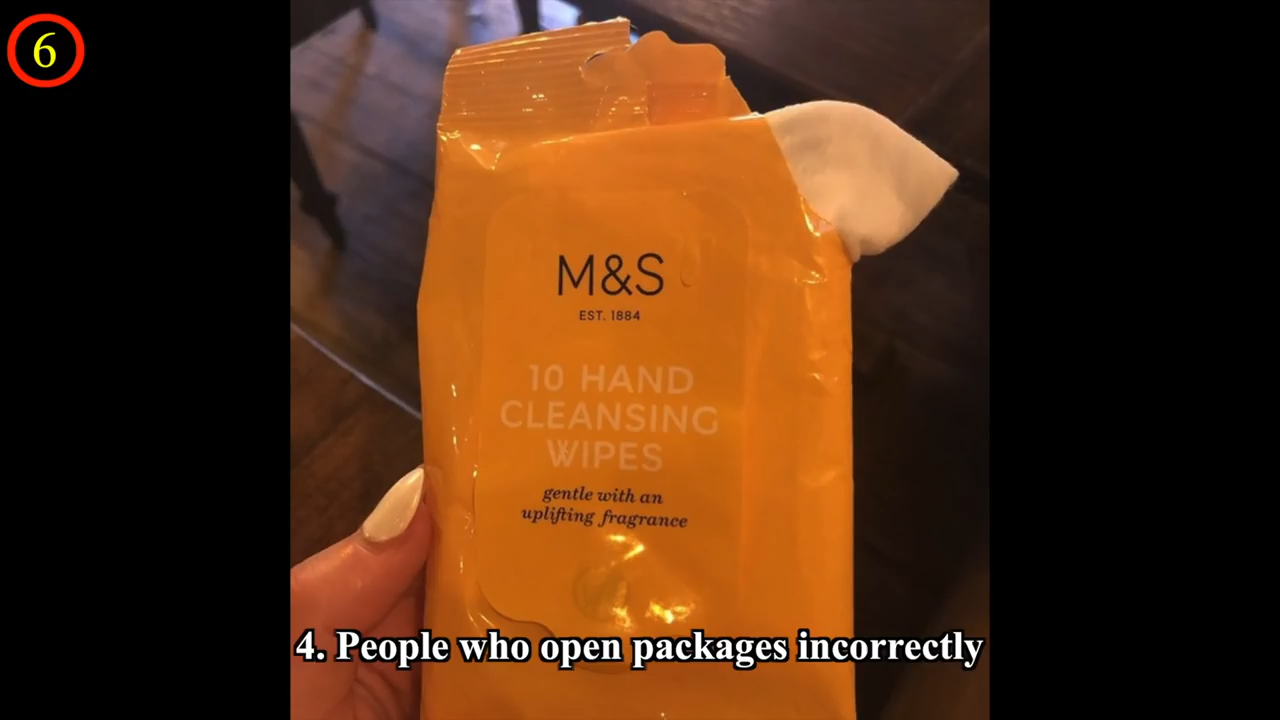 6
M&S
EST. 1884
10 HAND
CLEANSING
WIPES
gentle with an
uplifting fragrance
4. People who open packages incorrectly